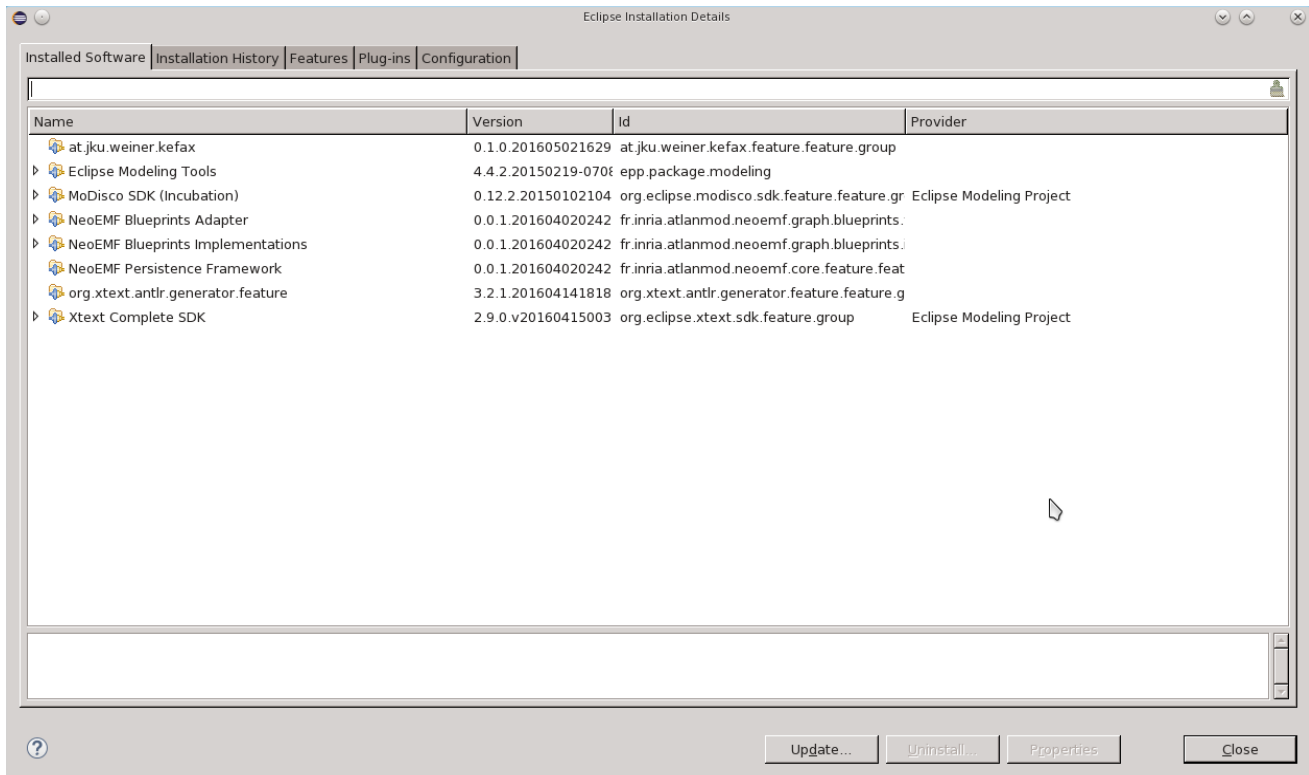 Eclipse Installation Details
Installed Software Installation History Features Plug-ins Configuration
Name Version Id Provider
at.jku.weiner.kefax 0.1.0.201605021629 at.jku.weiner.kefax.feature.feature.group
Eclipse Modeling Tools 4.4.2.20150219-0708 epp.package.modeling
MoDisco SDK (Incubation) 0.12.2.20150102104 org.eclipse.modisco.sdk.feature.feature.gr Eclipse Modeling Project
NeoEMF Blueprints Adapter 0.0.1.201604020242 fr.inria.atlanmod.neoemf.graph.blueprints.
NeoEMF Blueprints Implementations 0.0.1.201604020242 fr.inria.atlanmod.neoemf.graph.blueprints.i
NeoEMF Persistence Framework 0.0.1.201604020242 fr.inria.atlanmod.neoemf.core.feature.feat
org.xtext.antlr.generator.feature 3.2.1.201604141818 org.xtext.antlr.generator.feature.feature.g
Xtext Complete SDK 2.9.0.v20160415003 org.eclipse.xtext.sdk.feature.group Eclipse Modeling Project
? Update... Uninstall... Properties Close